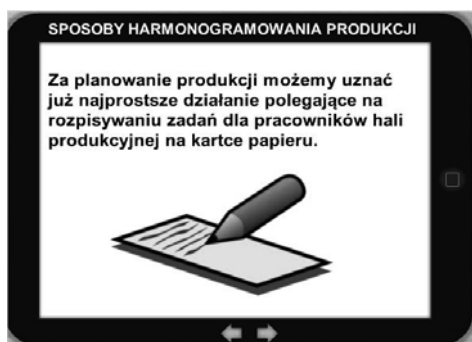 SPOSOBY HARMONOGRAMOWANIA PRODUKCJI
Za planowanie produkcji możemy uznać
już najprostsze działanie polegające na
rozpisywaniu zadań dla pracowników hali
produkcyjnej na kartce papieru.